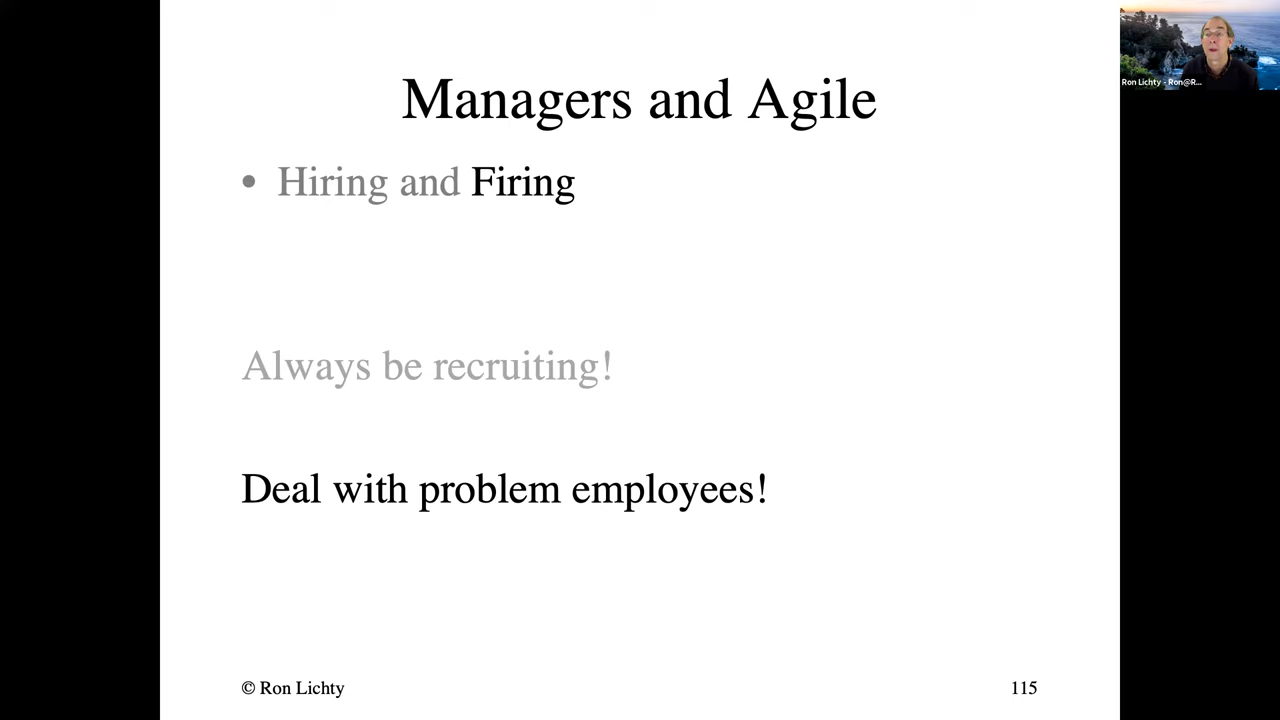 Managers and Agile
• Hiring and Firing
Always be recruiting!
Deal with problem employees!
© Ron Lichty
115
Ron Lichty - Ron@R...